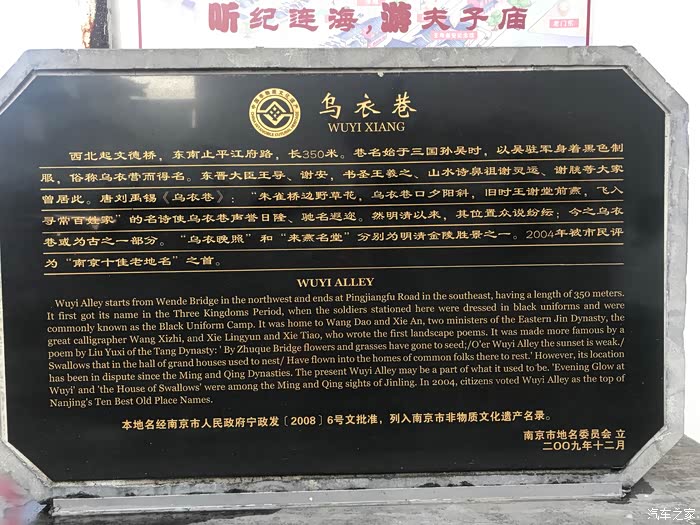 听纪连海,游夫子庙
乌衣巷
WUYI XIANG
西北起文德桥，东南止平江府路，长350米。巷名始于三国孙吴时，以吴驻军身着黑色制
服，俗称乌衣营而得名。东晋大臣王导、谢安，书圣王羲之、山水诗鼻祖谢灵运、谢朓等大家
曾居此。唐刘禹锡《乌衣巷》：“朱雀桥边野草花，乌衣巷口夕阳斜，旧时王谢堂前燕，飞入
寻常百姓家”的名诗使乌衣巷声誉日隆、驰名遐迩。然明清以来，其位置众说纷纭；今之乌衣
巷或为古之一部分。“乌衣晚照”和“来燕名堂”分别为明清金陵胜景之一。2004年被市民评
为“南京十佳老地名”之首。
WUYI ALLEY
Wuyi Alley starts from Wende Bridge in the northwest and ends at Pingjiangfu Road in the southeast, having a length of 350 meters.
It first got its name in the Three Kingdoms Period, when the soldiers stationed here were dressed in black uniforms and were
commonly known as the Black Uniform Camp. It was home to Wang Dao and Xie An, two ministers of the Eastern Jin Dynasty, the
great calligrapher Wang Xizhi, and Xie Lingyun and Xie Tiao, who wrote the first landscape poems. It was made more famous by a
poem by Liu Yuxi of the Tang Dynasty: ' By Zhuque Bridge flowers and grasses have gone to seed;/O'er Wuyi Alley the sunset is weak./
Swallows that in the hall of grand houses used to nest/ Have flown into the homes of common folks there to rest.' However, its location
has been in dispute since the Ming and Qing Dynasties. The present Wuyi Alley may be a part of what it used to be. 'Evening Glow at
Wuyi' and 'the House of Swallows' were among the Ming and Qing sights of Jinling. In 2004, citizens voted Wuyi Alley as the top of
Nanjing's Ten Best Old Place Names.
本地名经南京市人民政府宁政发〔2008〕6号文批准，列入南京市非物质文化遗产名录。
南京市地名委员会 立
二〇〇九年十二月
汽车之家